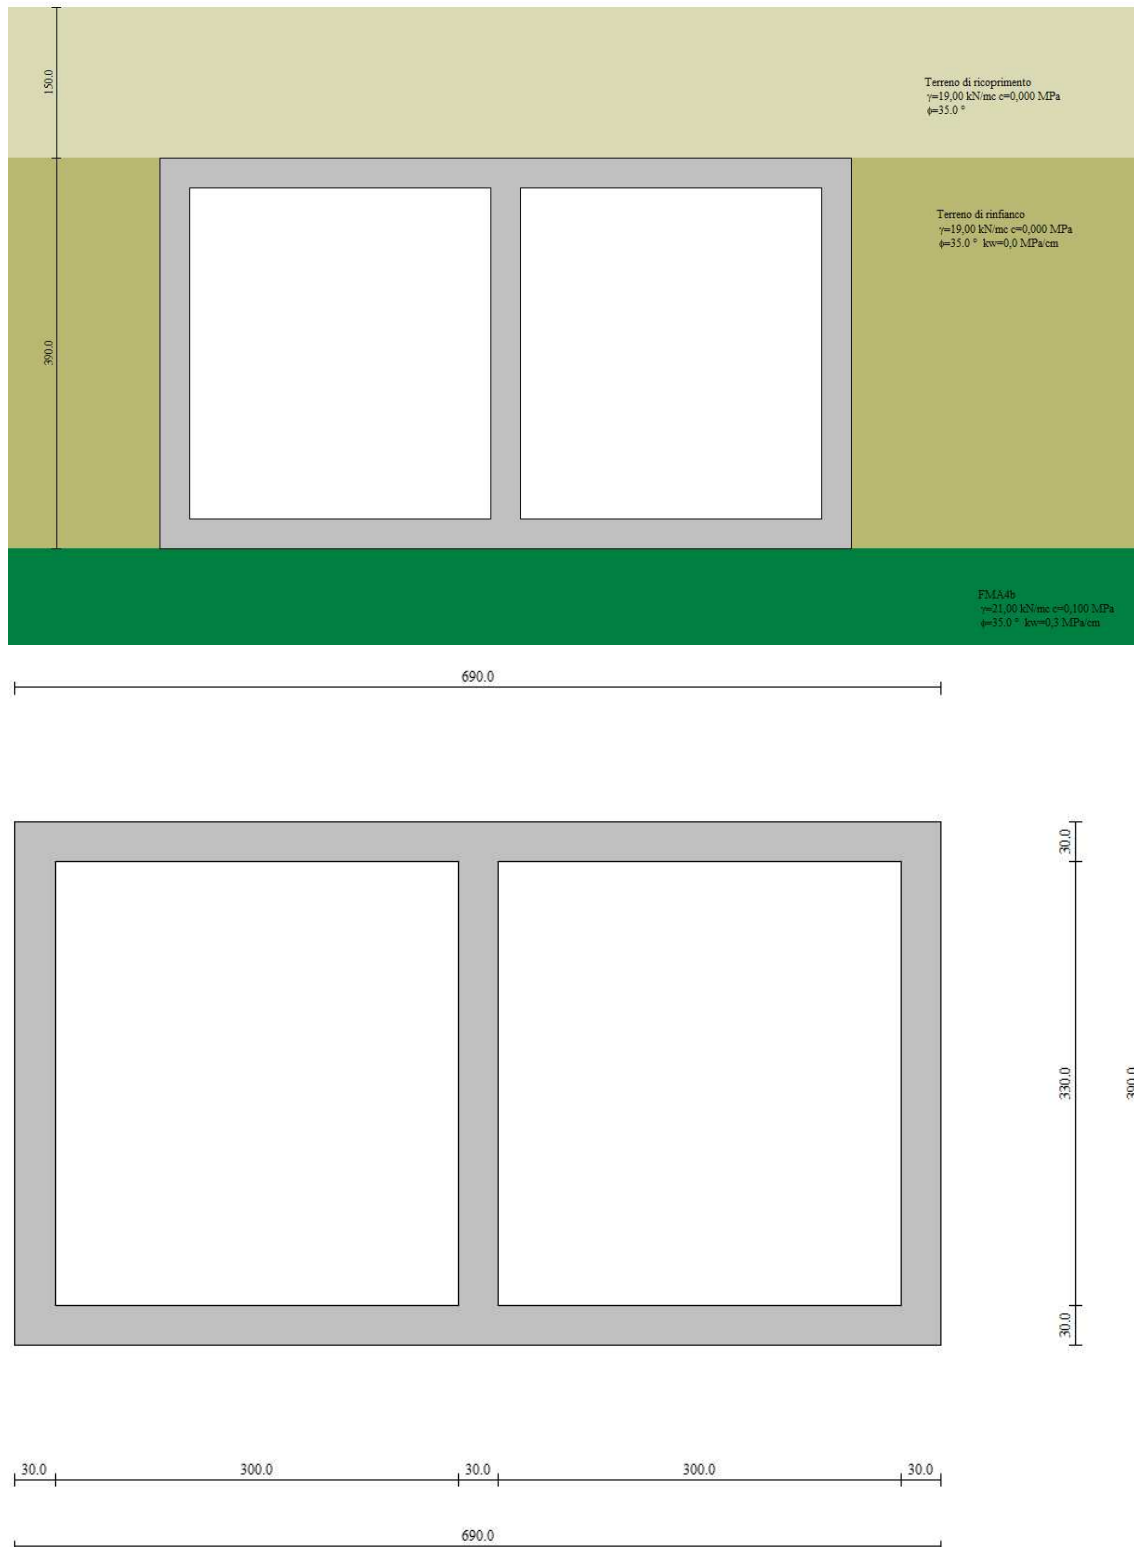 150.0
Terreno di ricoprimento
γ=19,00 kN/mc c=0,000 MPa
ϕ=35.0 °
Terreno di rinfianco
γ=19,00 kN/mc c=0,000 MPa
ϕ=35.0 ° kw=0,0 MPa/cm
390.0
FMA4b
γ=21,00 kN/mc c=0,100 MPa
ϕ=35.0 ° kw=0,3 MPa/cm
690.0
30.0
330.0
390.0
30.0
30.0 300.0 30.0 300.0 30.0
690.0